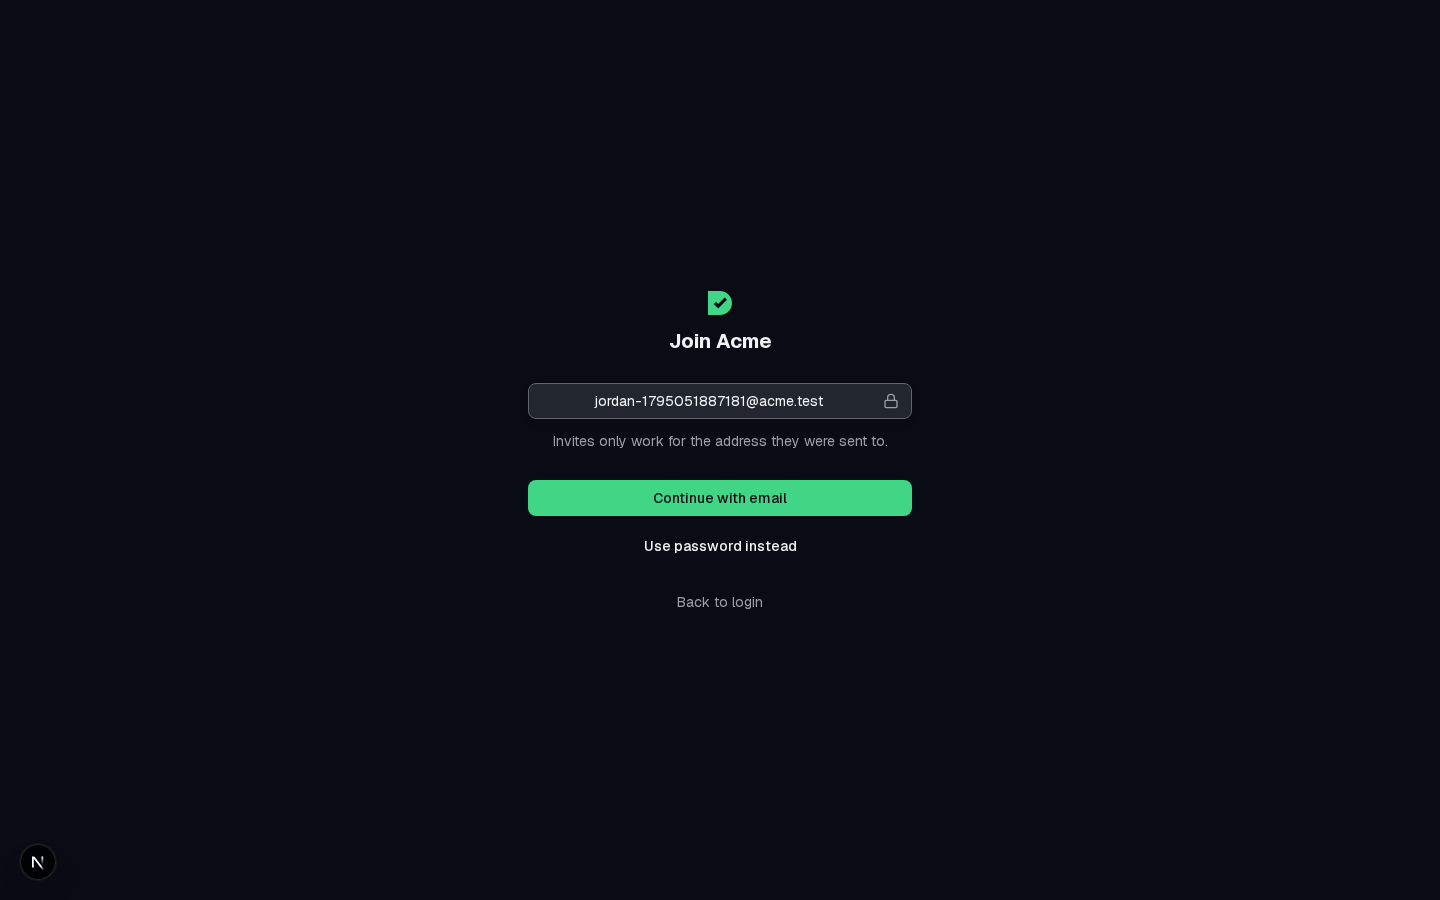 Join Acme
jordan-1795051887181@acme.test
Invites only work for the address they were sent to.
Continue with email
Use password instead
Back to login
N